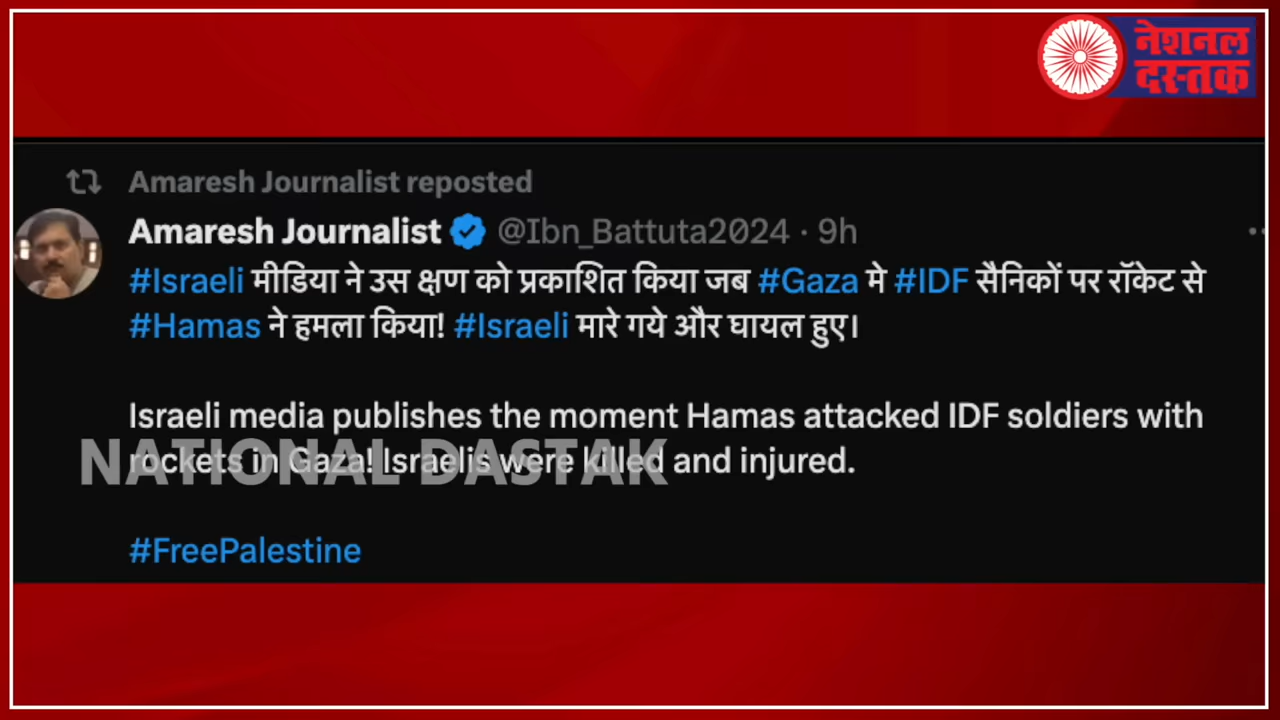 नेशनल
दस्तक
Amaresh Journalist reposted
Amaresh Journalist @Ibn_Battuta2024 · 9h
#Israeli मीडिया ने उस क्षण को प्रकाशित किया जब #Gaza मे #IDF सैनिकों पर रॉकेट से
#Hamas ने हमला किया! #Israeli मारे गये और घायल हुए।
Israeli media publishes the moment Hamas attacked IDF soldiers with
rockets in Gaza! Israelis were killed and injured.
NATIONAL DASTAK
#FreePalestine